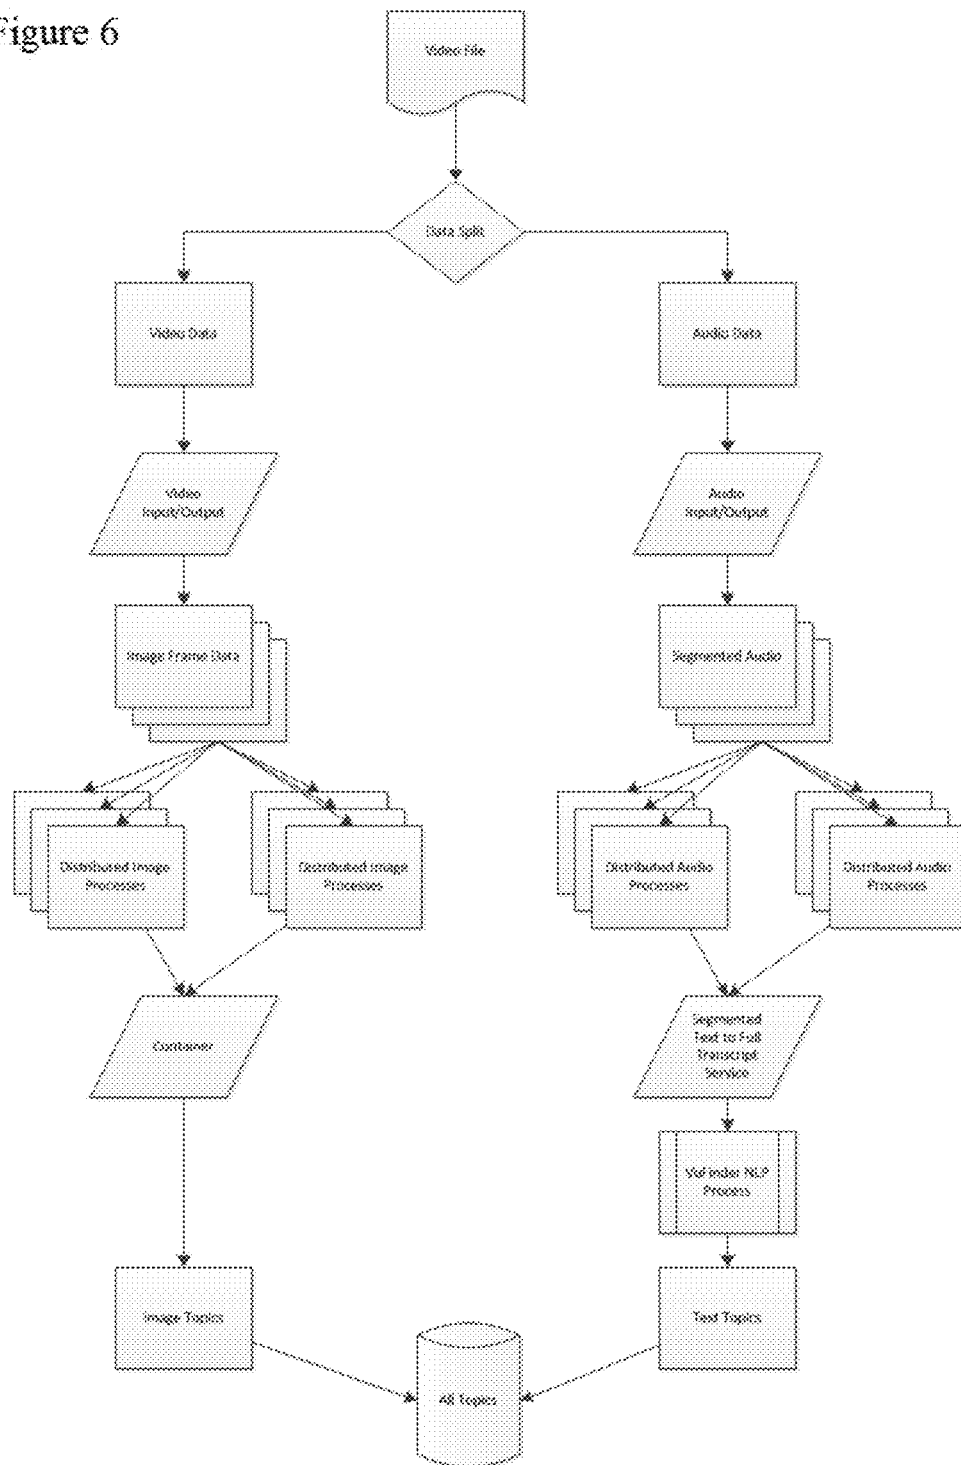 Figure 6
Video File
Data Split
Video Data
Audio Data
Video
Input/Output
Audio
Input/Output
Image Frame Data
Segmented Audio
Distributed Image
Processes
Distributed Image
Processes
Distributed Audio
Processes
Distributed Audio
Processes
Container
Segmented
Text to Full
Transcript
Service
NLP
Process
Image Topics
Text Topics
All Topics